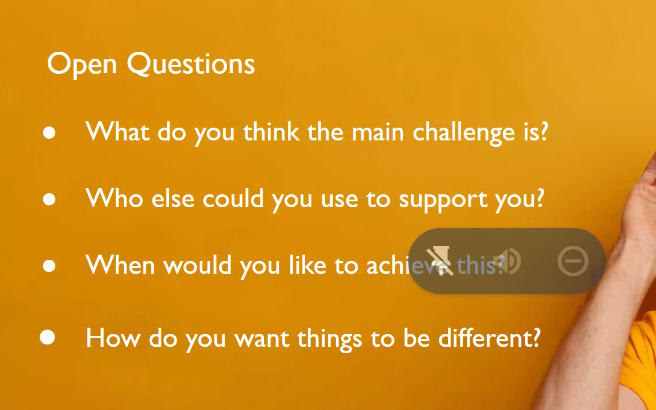 Open Questions
• What do you think the main challenge is?
• Who else could you use to support you?
• When would you like to achieve this?
• How do you want things to be different?